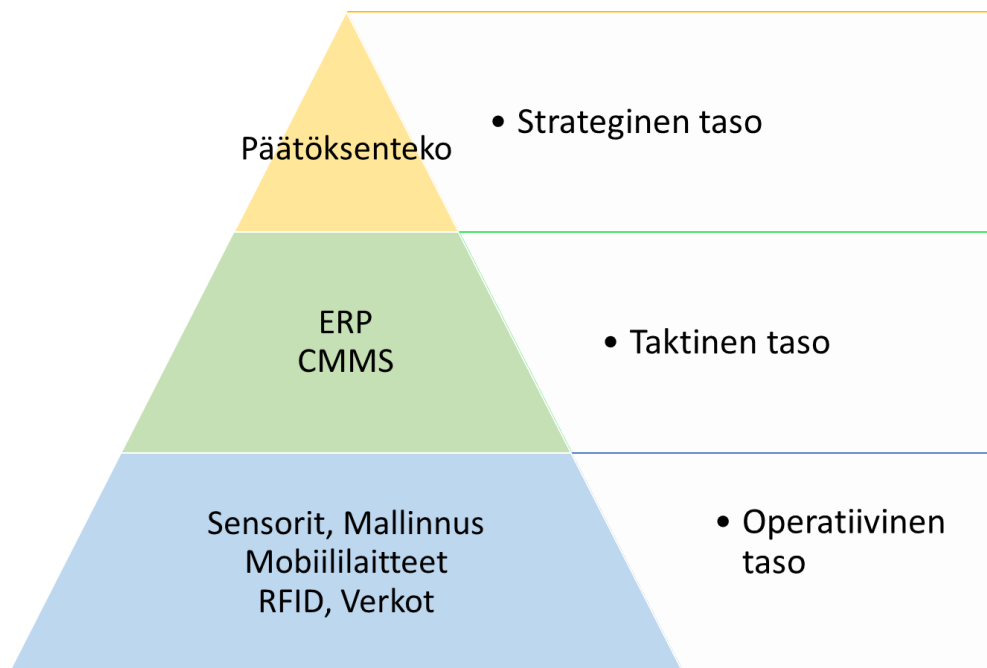 Päätöksenteko
• Strateginen taso
ERP
CMMS
• Taktinen taso
Sensorit, Mallinnus
Mobiililaitteet
RFID, Verkot
• Operatiivinen
taso